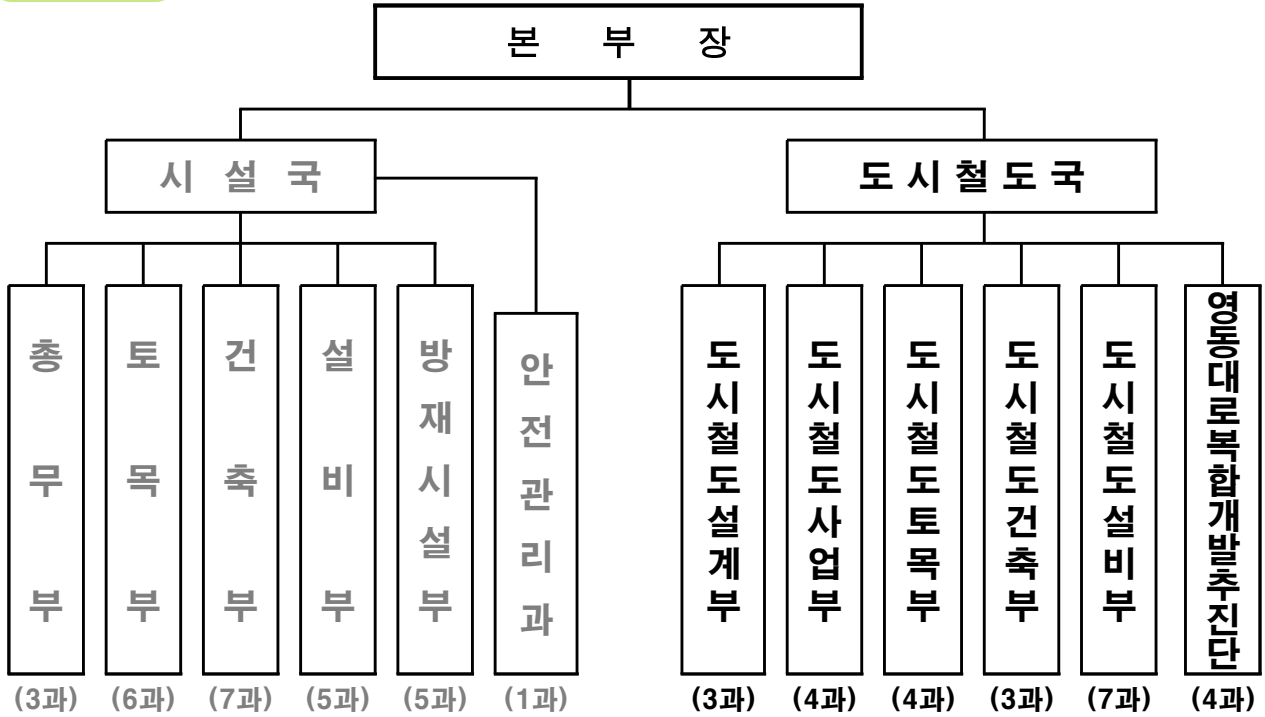 본 부 장
시 설 국
도 시 철 도 국
총무부
토목부
건축부
설비부
방재시설부
안전관리과
도시철도설계부
도시철도사업부
도시철도토목부
도시철도건축부
도시철도설비부
영동대로복합개발추진단
(3과) (6과) (7과) (5과) (5과) (1과) (3과) (4과) (4과) (3과) (7과) (4과)